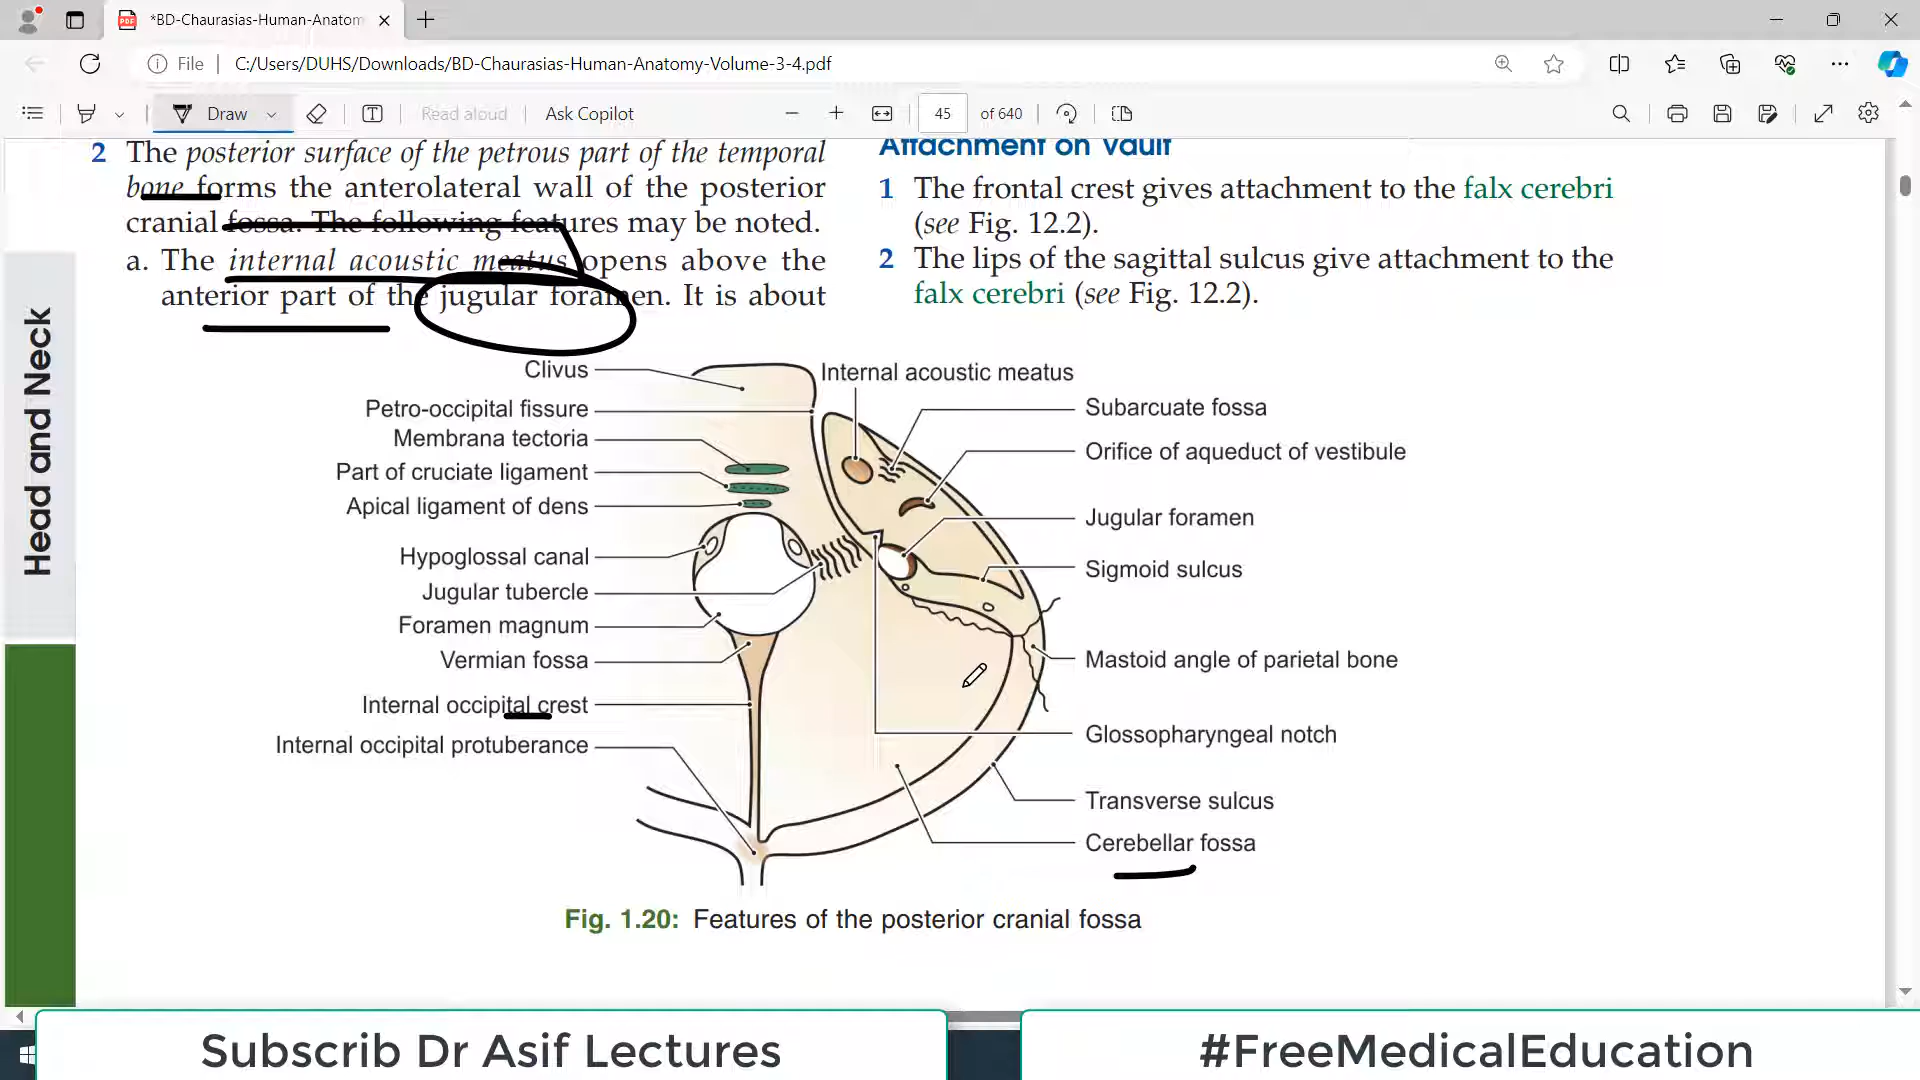 *BD-Chaurasias-Human-Anatom
File
C:/Users/DUHS/Downloads/BD-Chaurasias-Human-Anatomy-Volume-3-4.pdf
Draw
Read aloud
Ask Copilot
45
of 640
2 The posterior surface of the petrous part of the temporal
bone forms the anterolateral wall of the posterior
cranial fossa. The following features may be noted.
a. The internal acoustic meatus opens above the
anterior part of the jugular foramen. It is about
Attachment on Vault
1 The frontal crest gives attachment to the falx cerebri
(see Fig. 12.2).
2 The lips of the sagittal sulcus give attachment to the
falx cerebri (see Fig. 12.2).
Head and Neck
Clivus
Petro-occipital fissure
Membrana tectoria
Part of cruciate ligament
Apical ligament of dens
Hypoglossal canal
Jugular tubercle
Foramen magnum
Vermian fossa
Internal occipital crest
Internal occipital protuberance
Internal acoustic meatus
Subarcuate fossa
Orifice of aqueduct of vestibule
Jugular foramen
Sigmoid sulcus
Mastoid angle of parietal bone
Glossopharyngeal notch
Transverse sulcus
Cerebellar fossa
Fig. 1.20: Features of the posterior cranial fossa
Subscrib Dr Asif Lectures
#FreeMedicalEducation